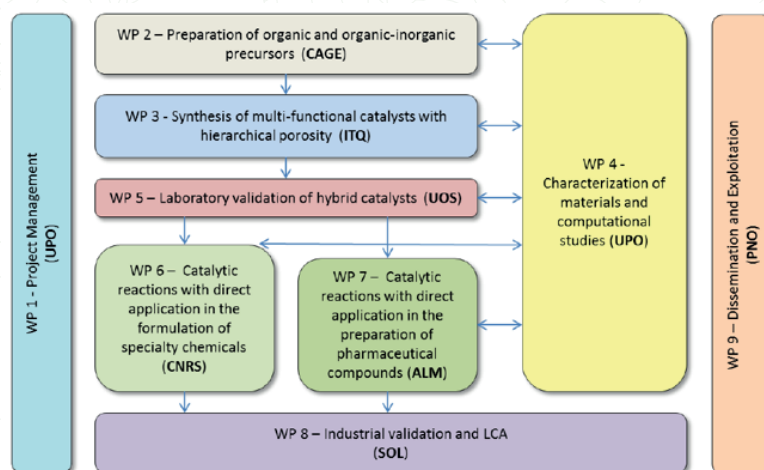 WP 1 - Project Management
(UPO)
WP 2 – Preparation of organic and organic-inorganic
precursors (CAGE)
WP 3 - Synthesis of multi-functional catalysts with
hierarchical porosity (ITQ)
WP 5 – Laboratory validation of hybrid catalysts (UOS)
WP 6 – Catalytic
reactions with direct
application in the
formulation of
specialty chemicals
(CNRS)
WP 7 – Catalytic
reactions with direct
application in the
preparation of
pharmaceutical
compounds (ALM)
WP 4 -
Characterization of
materials and
computational
studies (UPO)
WP 8 – Industrial validation and LCA
(SOL)
WP 9 – Dissemination and Exploitation
(PNO)